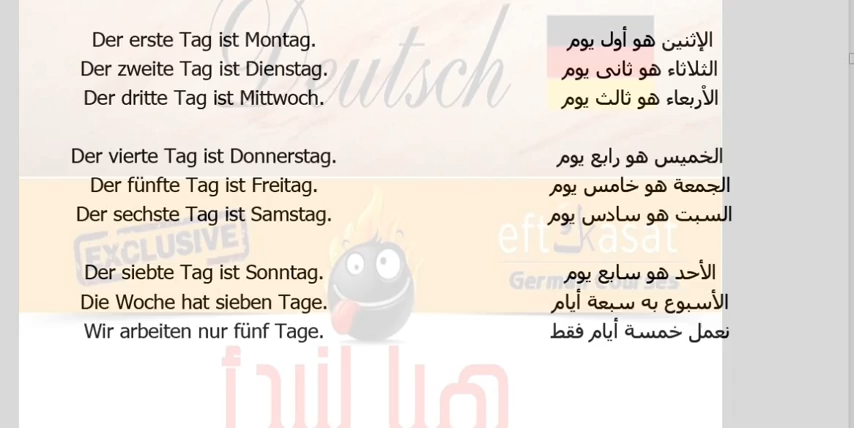 Deutsch
Der erste Tag ist Montag. الإثنين هو أول يوم
Der zweite Tag ist Dienstag. الثلاثاء هو ثانى يوم
Der dritte Tag ist Mittwoch. الأربعاء هو ثالث يوم
Der vierte Tag ist Donnerstag. الخميس هو رابع يوم
Der fünfte Tag ist Freitag. الجمعة هو خامس يوم
Der sechste Tag ist Samstag. السبت هو سادس يوم
EXCLUSIVE
eftkasat
German Courses
Der siebte Tag ist Sonntag. الأحد هو سابع يوم
Die Woche hat sieben Tage. الأسبوع به سبعة أيام
Wir arbeiten nur fünf Tage. نعمل خمسة أيام فقط
هيا لنبدأ